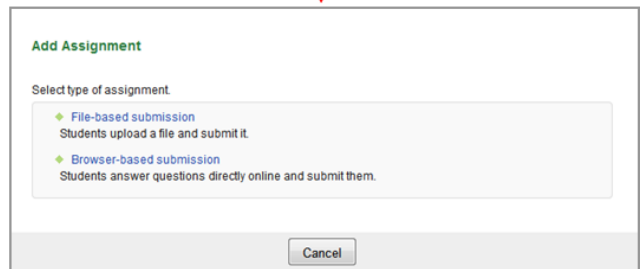 Add Assignment
Select type of assignment.
File-based submission
Students upload a file and submit it.
Browser-based submission
Students answer questions directly online and submit them.
Cancel